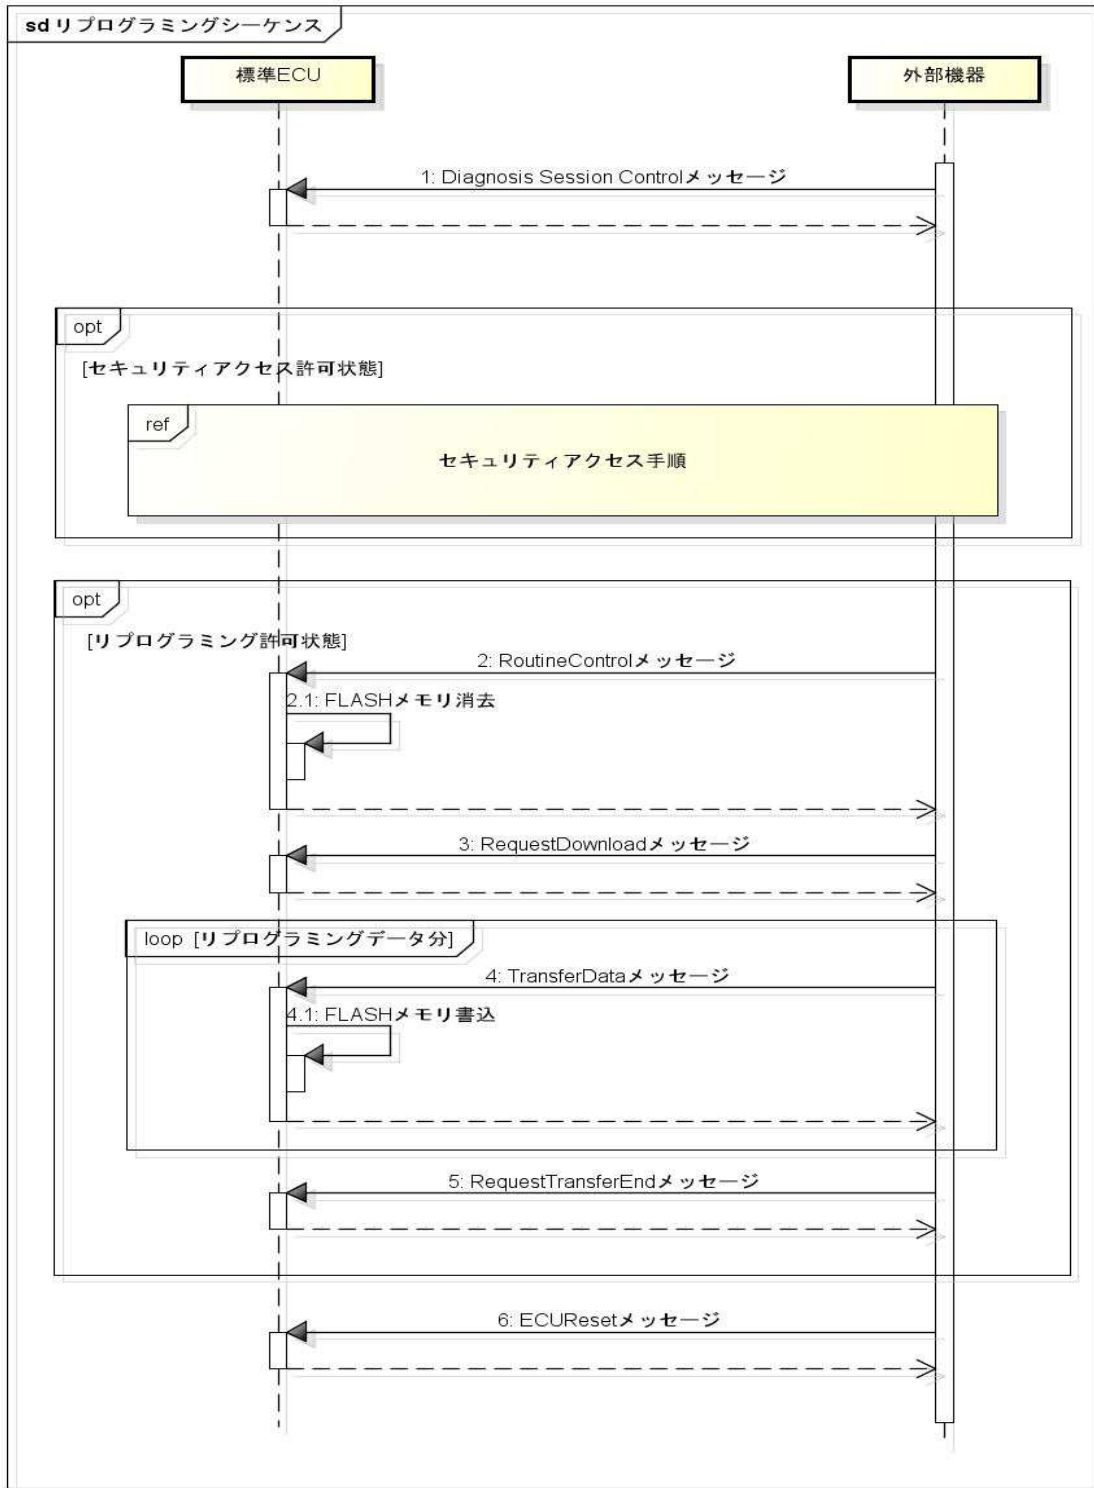 sd リプログラミングシーケンス
標準ECU
外部機器
1: Diagnosis Session Controlメッセージ
opt
[セキュリティアクセス許可状態]
ref
セキュリティアクセス手順
opt
[リプログラミング許可状態]
2: RoutineControlメッセージ
2.1: FLASHメモリ消去
3: RequestDownloadメッセージ
loop [リプログラミングデータ分]
4: TransferDataメッセージ
4.1: FLASHメモリ書込
5: RequestTransferEndメッセージ
6: ECUResetメッセージ